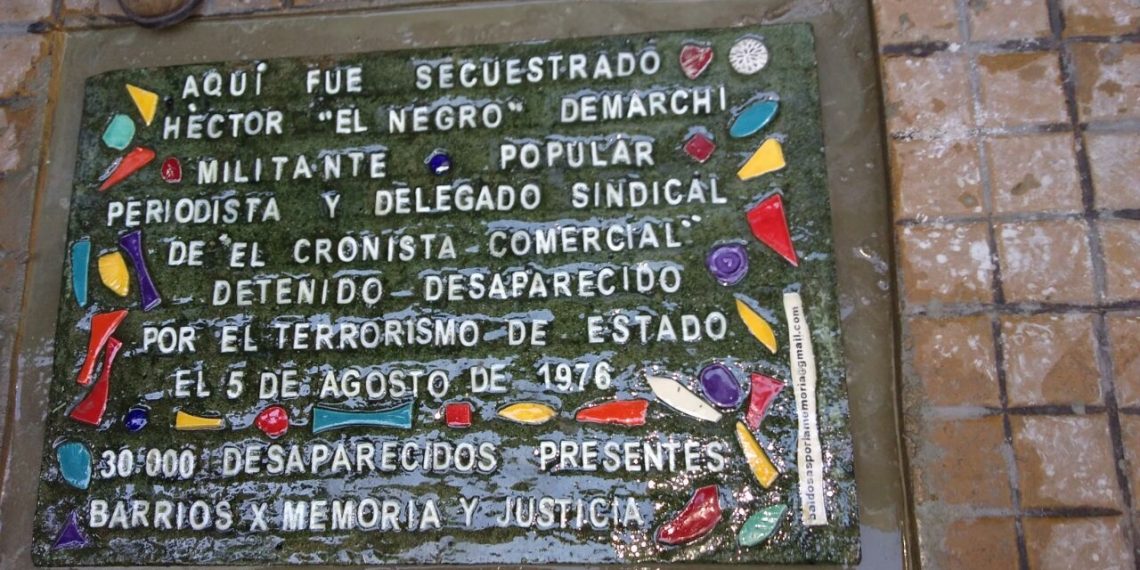 AQUÍ FUE SECUESTRADO
HÉCTOR "EL NEGRO" DEMARCHI
MILITANTE POPULAR
PERIODISTA Y DELEGADO SINDICAL
DE "EL CRONISTA COMERCIAL"
DETENIDO - DESAPARECIDO
POR EL TERRORISMO DE ESTADO
EL 5 DE AGOSTO DE 1976
30 000 DESAPARECIDOS PRESENTES
BARRIOS X MEMORIA Y JUSTICIA
baldosasporlamemoria@gmail.com